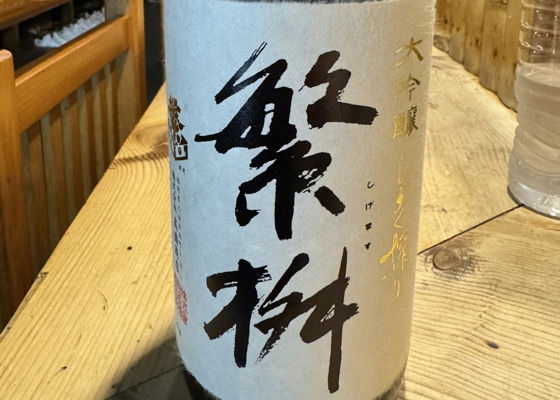 大吟醸 しずく搾り
繁桝
しげます